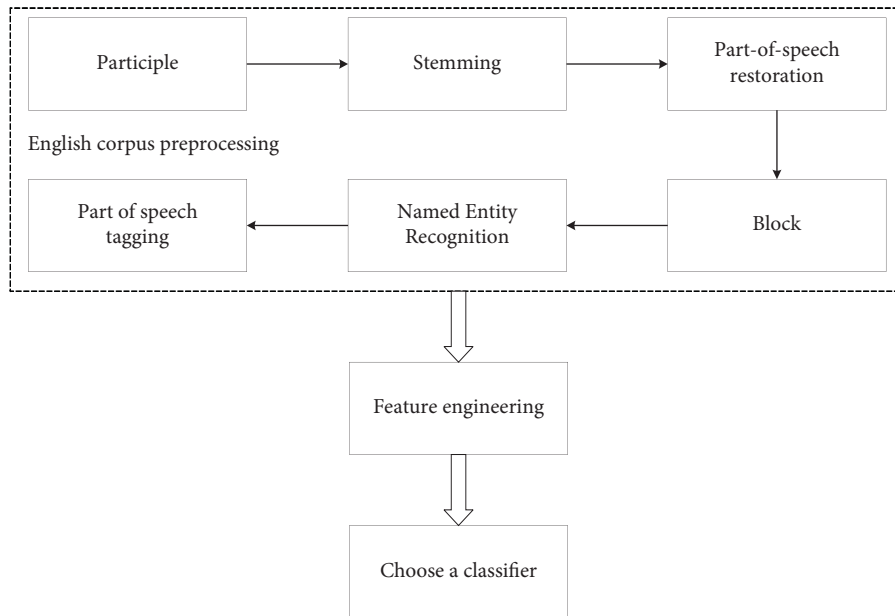 Participle
Stemming
Part-of-speech
restoration
English corpus preprocessing
Part of speech
tagging
Named Entity
Recognition
Block
Feature engineering
Choose a classifier